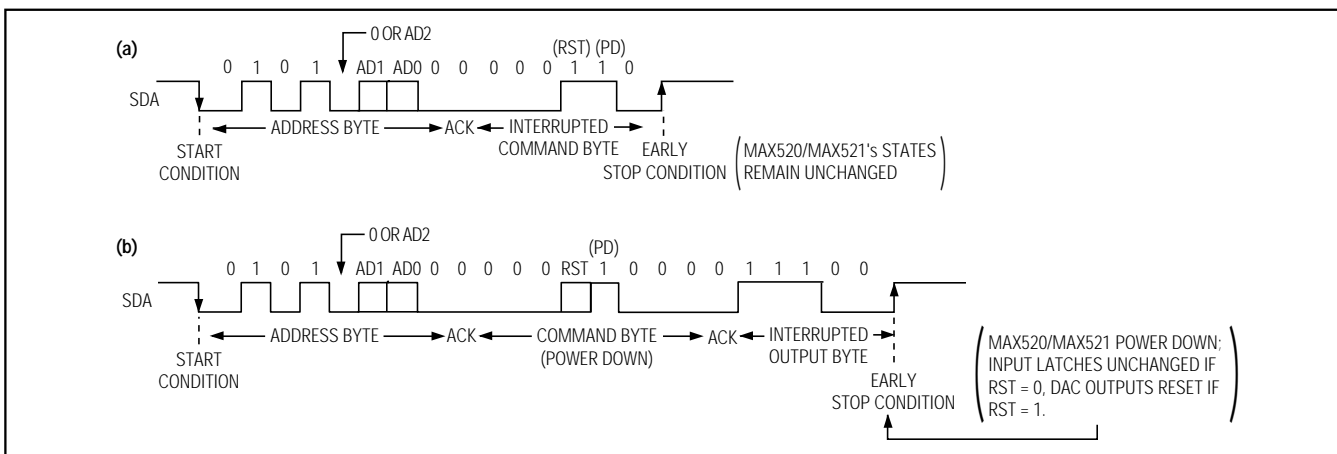 (a)
0 OR AD2
(RST) (PD)
0 1 0 1 AD1 AD0 0 0 0 0 0 1 1 0
SDA
ADDRESS BYTE ACK INTERRUPTED
COMMAND BYTE
START
CONDITION
EARLY
STOP CONDITION
MAX520/MAX521's STATES
REMAIN UNCHANGED
(b)
0 OR AD2
(PD)
0 1 0 1 AD1 AD0 0 0 0 0 RST 1 0 0 0 0 1 1 1 0 0
SDA
ADDRESS BYTE ACK COMMAND BYTE
(POWER DOWN)
ACK INTERRUPTED
OUTPUT BYTE
START
CONDITION
EARLY
STOP CONDITION
MAX520/MAX521 POWER DOWN;
INPUT LATCHES UNCHANGED IF
RST = 0, DAC OUTPUTS RESET IF
RST = 1.